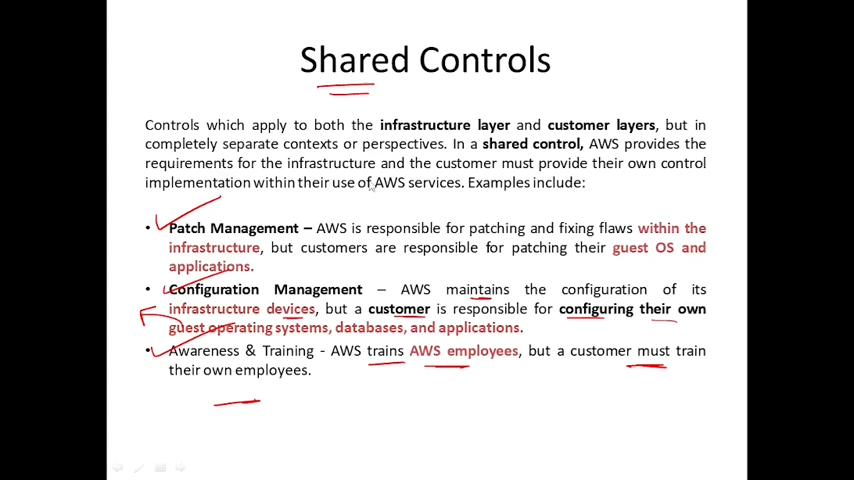 Shared Controls
Controls which apply to both the infrastructure layer and customer layers, but in
completely separate contexts or perspectives. In a shared control, AWS provides the
requirements for the infrastructure and the customer must provide their own control
implementation within their use of AWS services. Examples include:
• Patch Management – AWS is responsible for patching and fixing flaws within the
infrastructure, but customers are responsible for patching their guest OS and
applications.
• Configuration Management – AWS maintains the configuration of its
infrastructure devices, but a customer is responsible for configuring their own
guest operating systems, databases, and applications.
• Awareness & Training - AWS trains AWS employees, but a customer must train
their own employees.